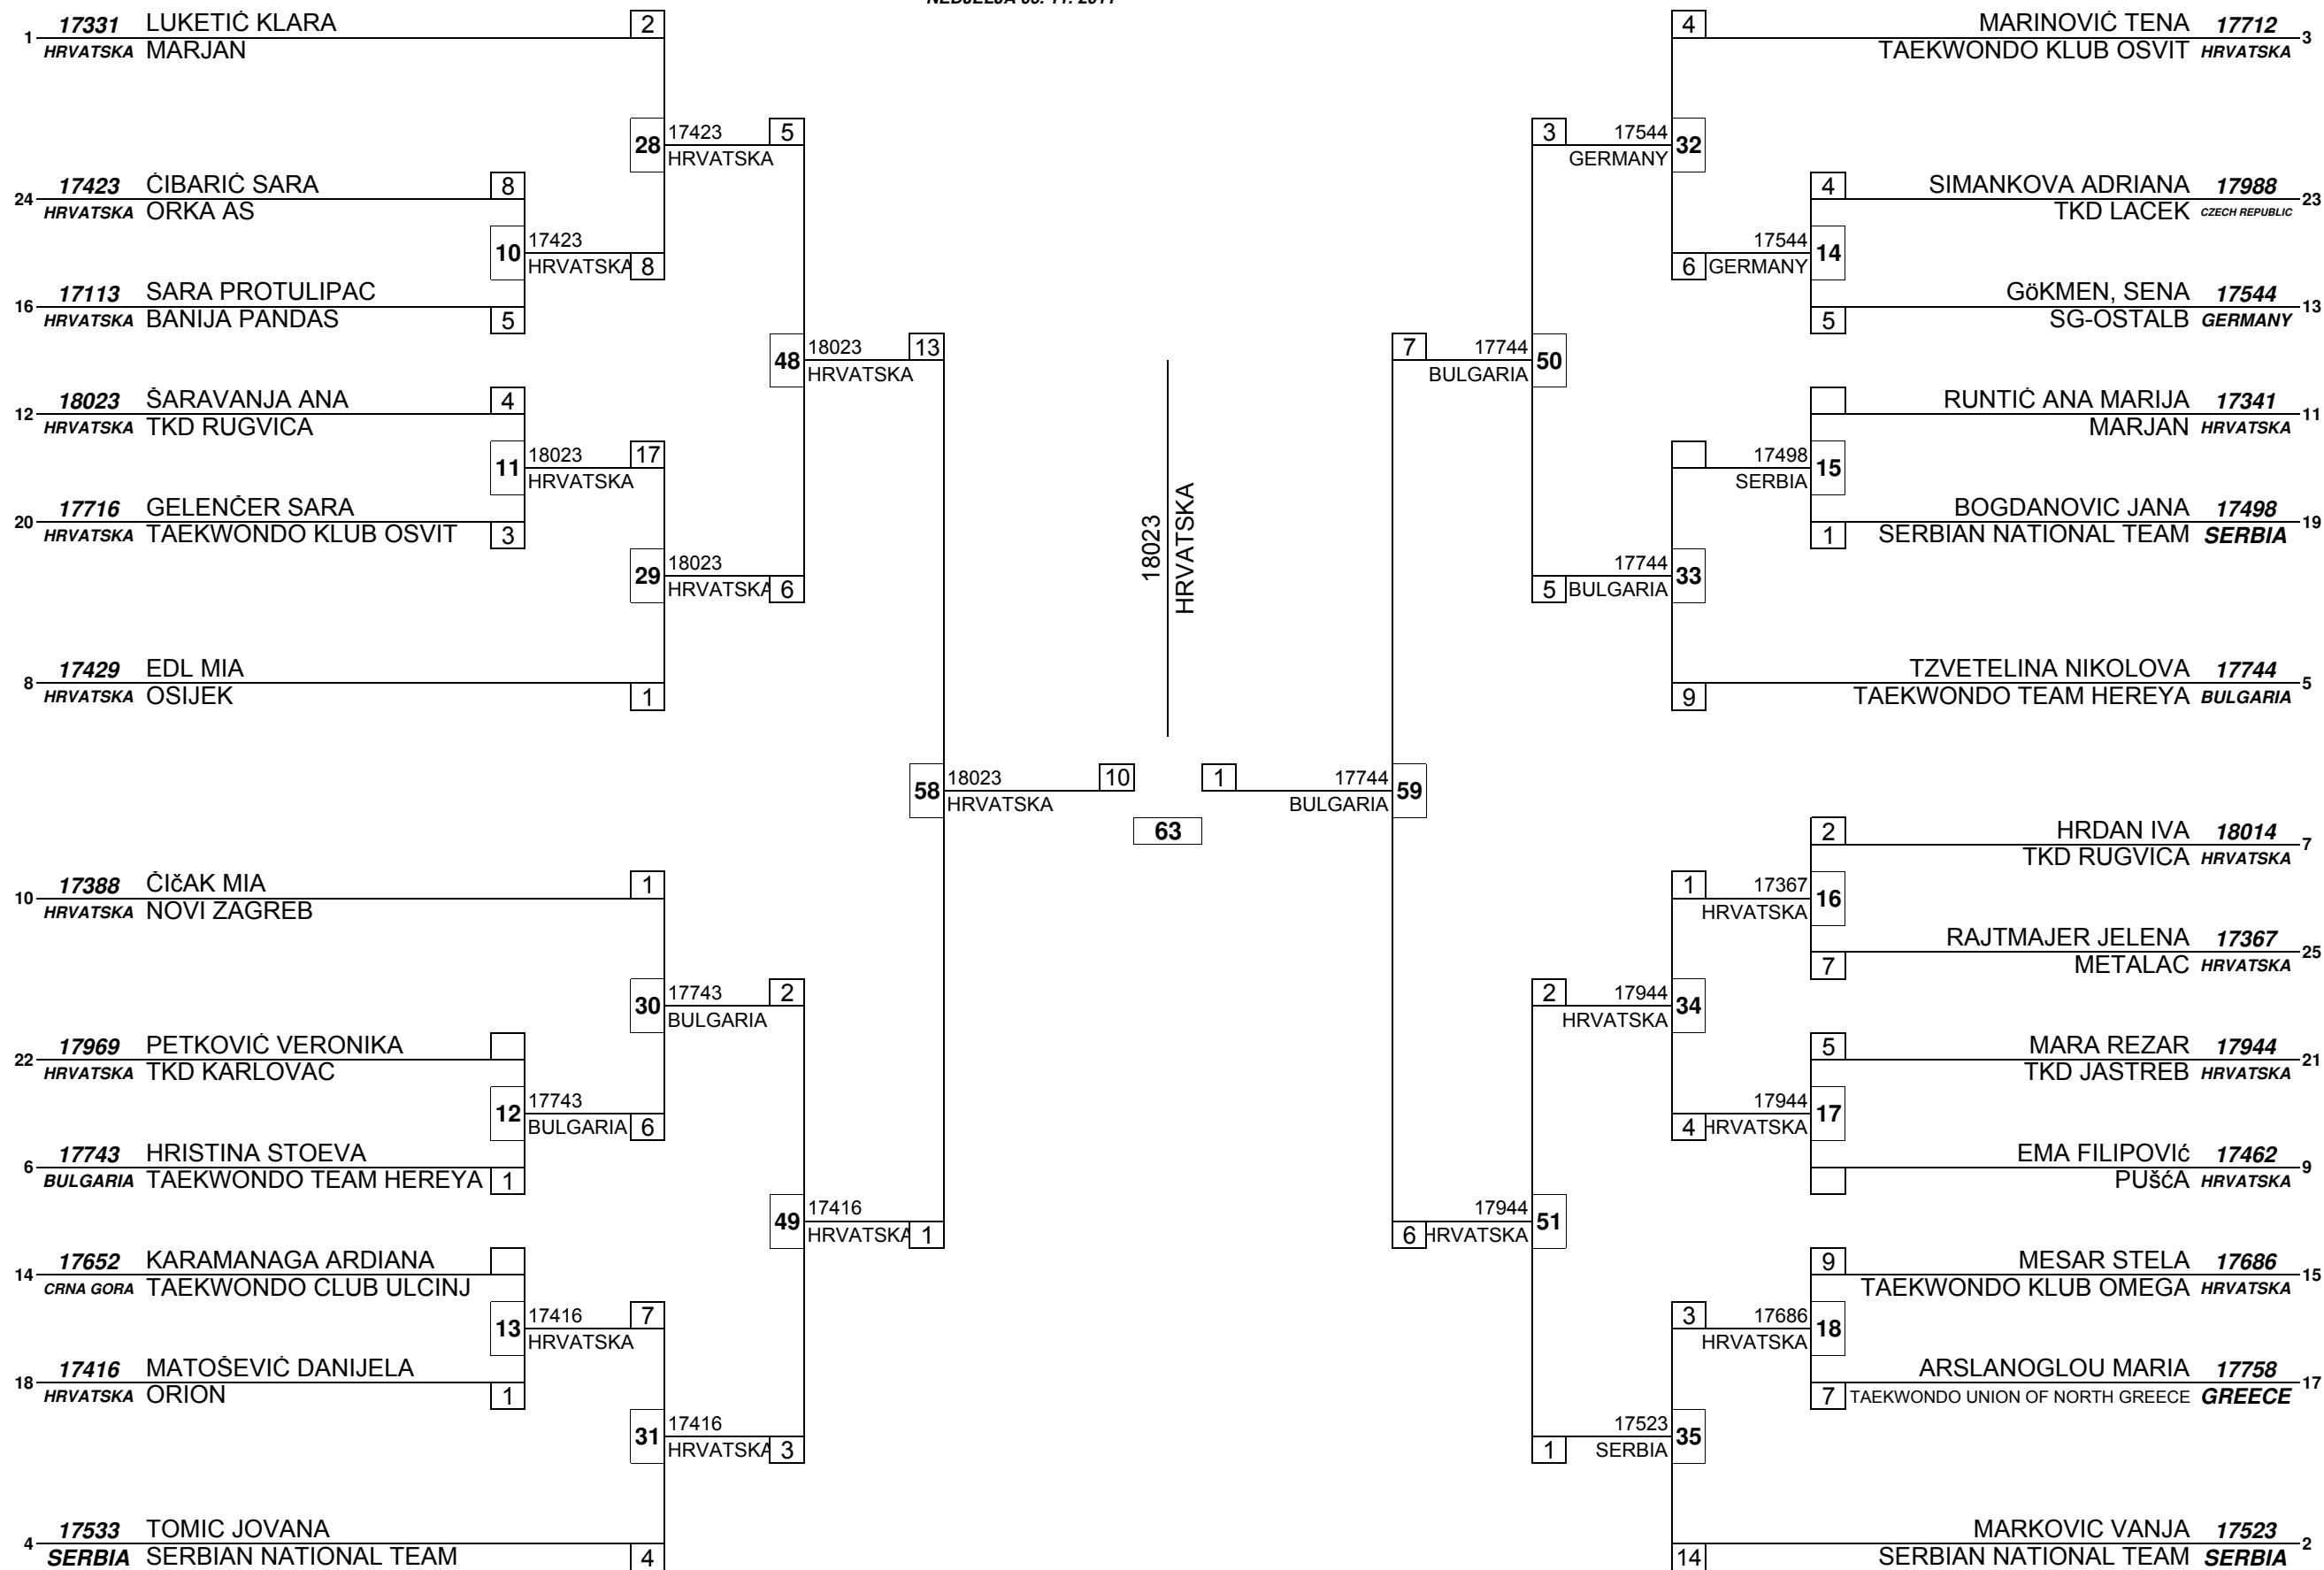 1 17331 LUKETIĆ KLARA 2
HRVATSKA MARJAN
28 17423 5
HRVATSKA
24 17423 ĆIBARIĆ SARA 8
HRVATSKA ORKA AS
10 17423
HRVATSKA 8
16 17113 SARA PROTULIPAC
HRVATSKA BANIJA PANDAS 5
48 18023 13
HRVATSKA
12 18023 ŠARAVANJA ANA 4
HRVATSKA TKD RUGVICA
11 18023 17
HRVATSKA
20 17716 GELENČER SARA
HRVATSKA TAEKWONDO KLUB OSVIT 3
29 18023
HRVATSKA 6
8 17429 EDL MIA
HRVATSKA OSIJEK 1
58 18023 10
HRVATSKA
10 17388 ČIčAK MIA 1
HRVATSKA NOVI ZAGREB
30 17743 2
BULGARIA
22 17969 PETKOVIĆ VERONIKA
HRVATSKA TKD KARLOVAC
12 17743
BULGARIA 6
6 17743 HRISTINA STOEVA
BULGARIA TAEKWONDO TEAM HEREYA 1
49 17416
HRVATSKA 1
14 17652 KARAMANAGA ARDIANA
CRNA GORA TAEKWONDO CLUB ULCINJ
13 17416 7
HRVATSKA
18 17416 MATOŠEVIĆ DANIJELA
HRVATSKA ORION 1
31 17416
HRVATSKA 3
4 17533 TOMIC JOVANA
SERBIA SERBIAN NATIONAL TEAM 4
18023
HRVATSKA
63
4 MARINOVIĆ TENA 17712 3
TAEKWONDO KLUB OSVIT HRVATSKA
3 17544 32
GERMANY
4 SIMANKOVA ADRIANA 17988 23
TKD LACEK CZECH REPUBLIC
17544 14
6 GERMANY
GöKMEN, SENA 17544 13
5 SG-OSTALB GERMANY
7 17744 50
BULGARIA
RUNTIĆ ANA MARIJA 17341 11
MARJAN HRVATSKA
17498 15
SERBIA
BOGDANOVIC JANA 17498 19
1 SERBIAN NATIONAL TEAM SERBIA
17744 33
5 BULGARIA
TZVETELINA NIKOLOVA 17744 5
9 TAEKWONDO TEAM HEREYA BULGARIA
1 17744 59
BULGARIA
2 HRDAN IVA 18014 7
TKD RUGVICA HRVATSKA
1 17367 16
HRVATSKA
RAJTMAJER JELENA 17367 25
7 METALAC HRVATSKA
2 17944 34
HRVATSKA
5 MARA REZAR 17944 21
TKD JASTREB HRVATSKA
17944 17
4 HRVATSKA
EMA FILIPOVIć 17462 9
PUšćA HRVATSKA
17944 51
6 HRVATSKA
9 MESAR STELA 17686 15
TAEKWONDO KLUB OMEGA HRVATSKA
3 17686 18
HRVATSKA
ARSLANOGLOU MARIA 17758 17
7 TAEKWONDO UNION OF NORTH GREECE GREECE
17523 35
1 SERBIA
MARKOVIC VANJA 17523 2
14 SERBIAN NATIONAL TEAM SERBIA